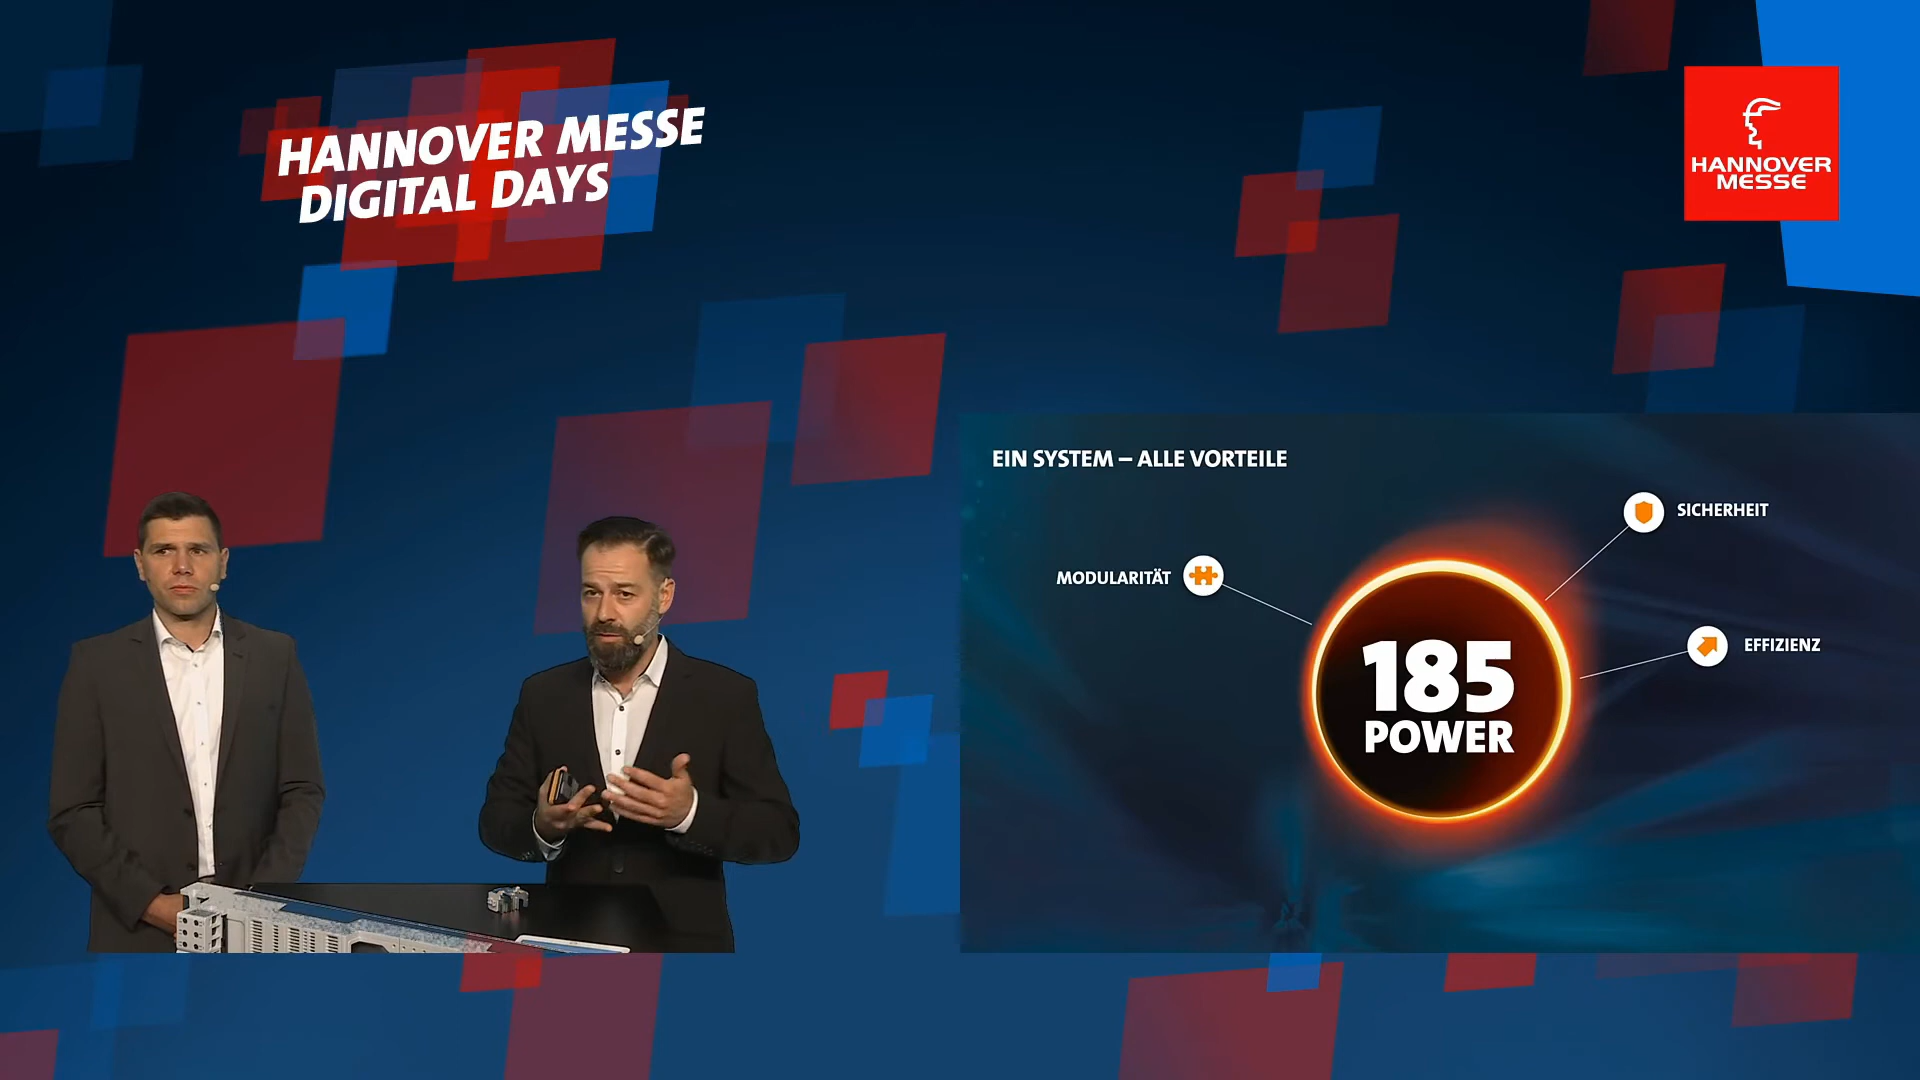 HANNOVER MESSE
DIGITAL DAYS
HANNOVER
MESSE
EIN SYSTEM – ALLE VORTEILE
SICHERHEIT
MODULARITÄT
EFFIZIENZ
185
POWER